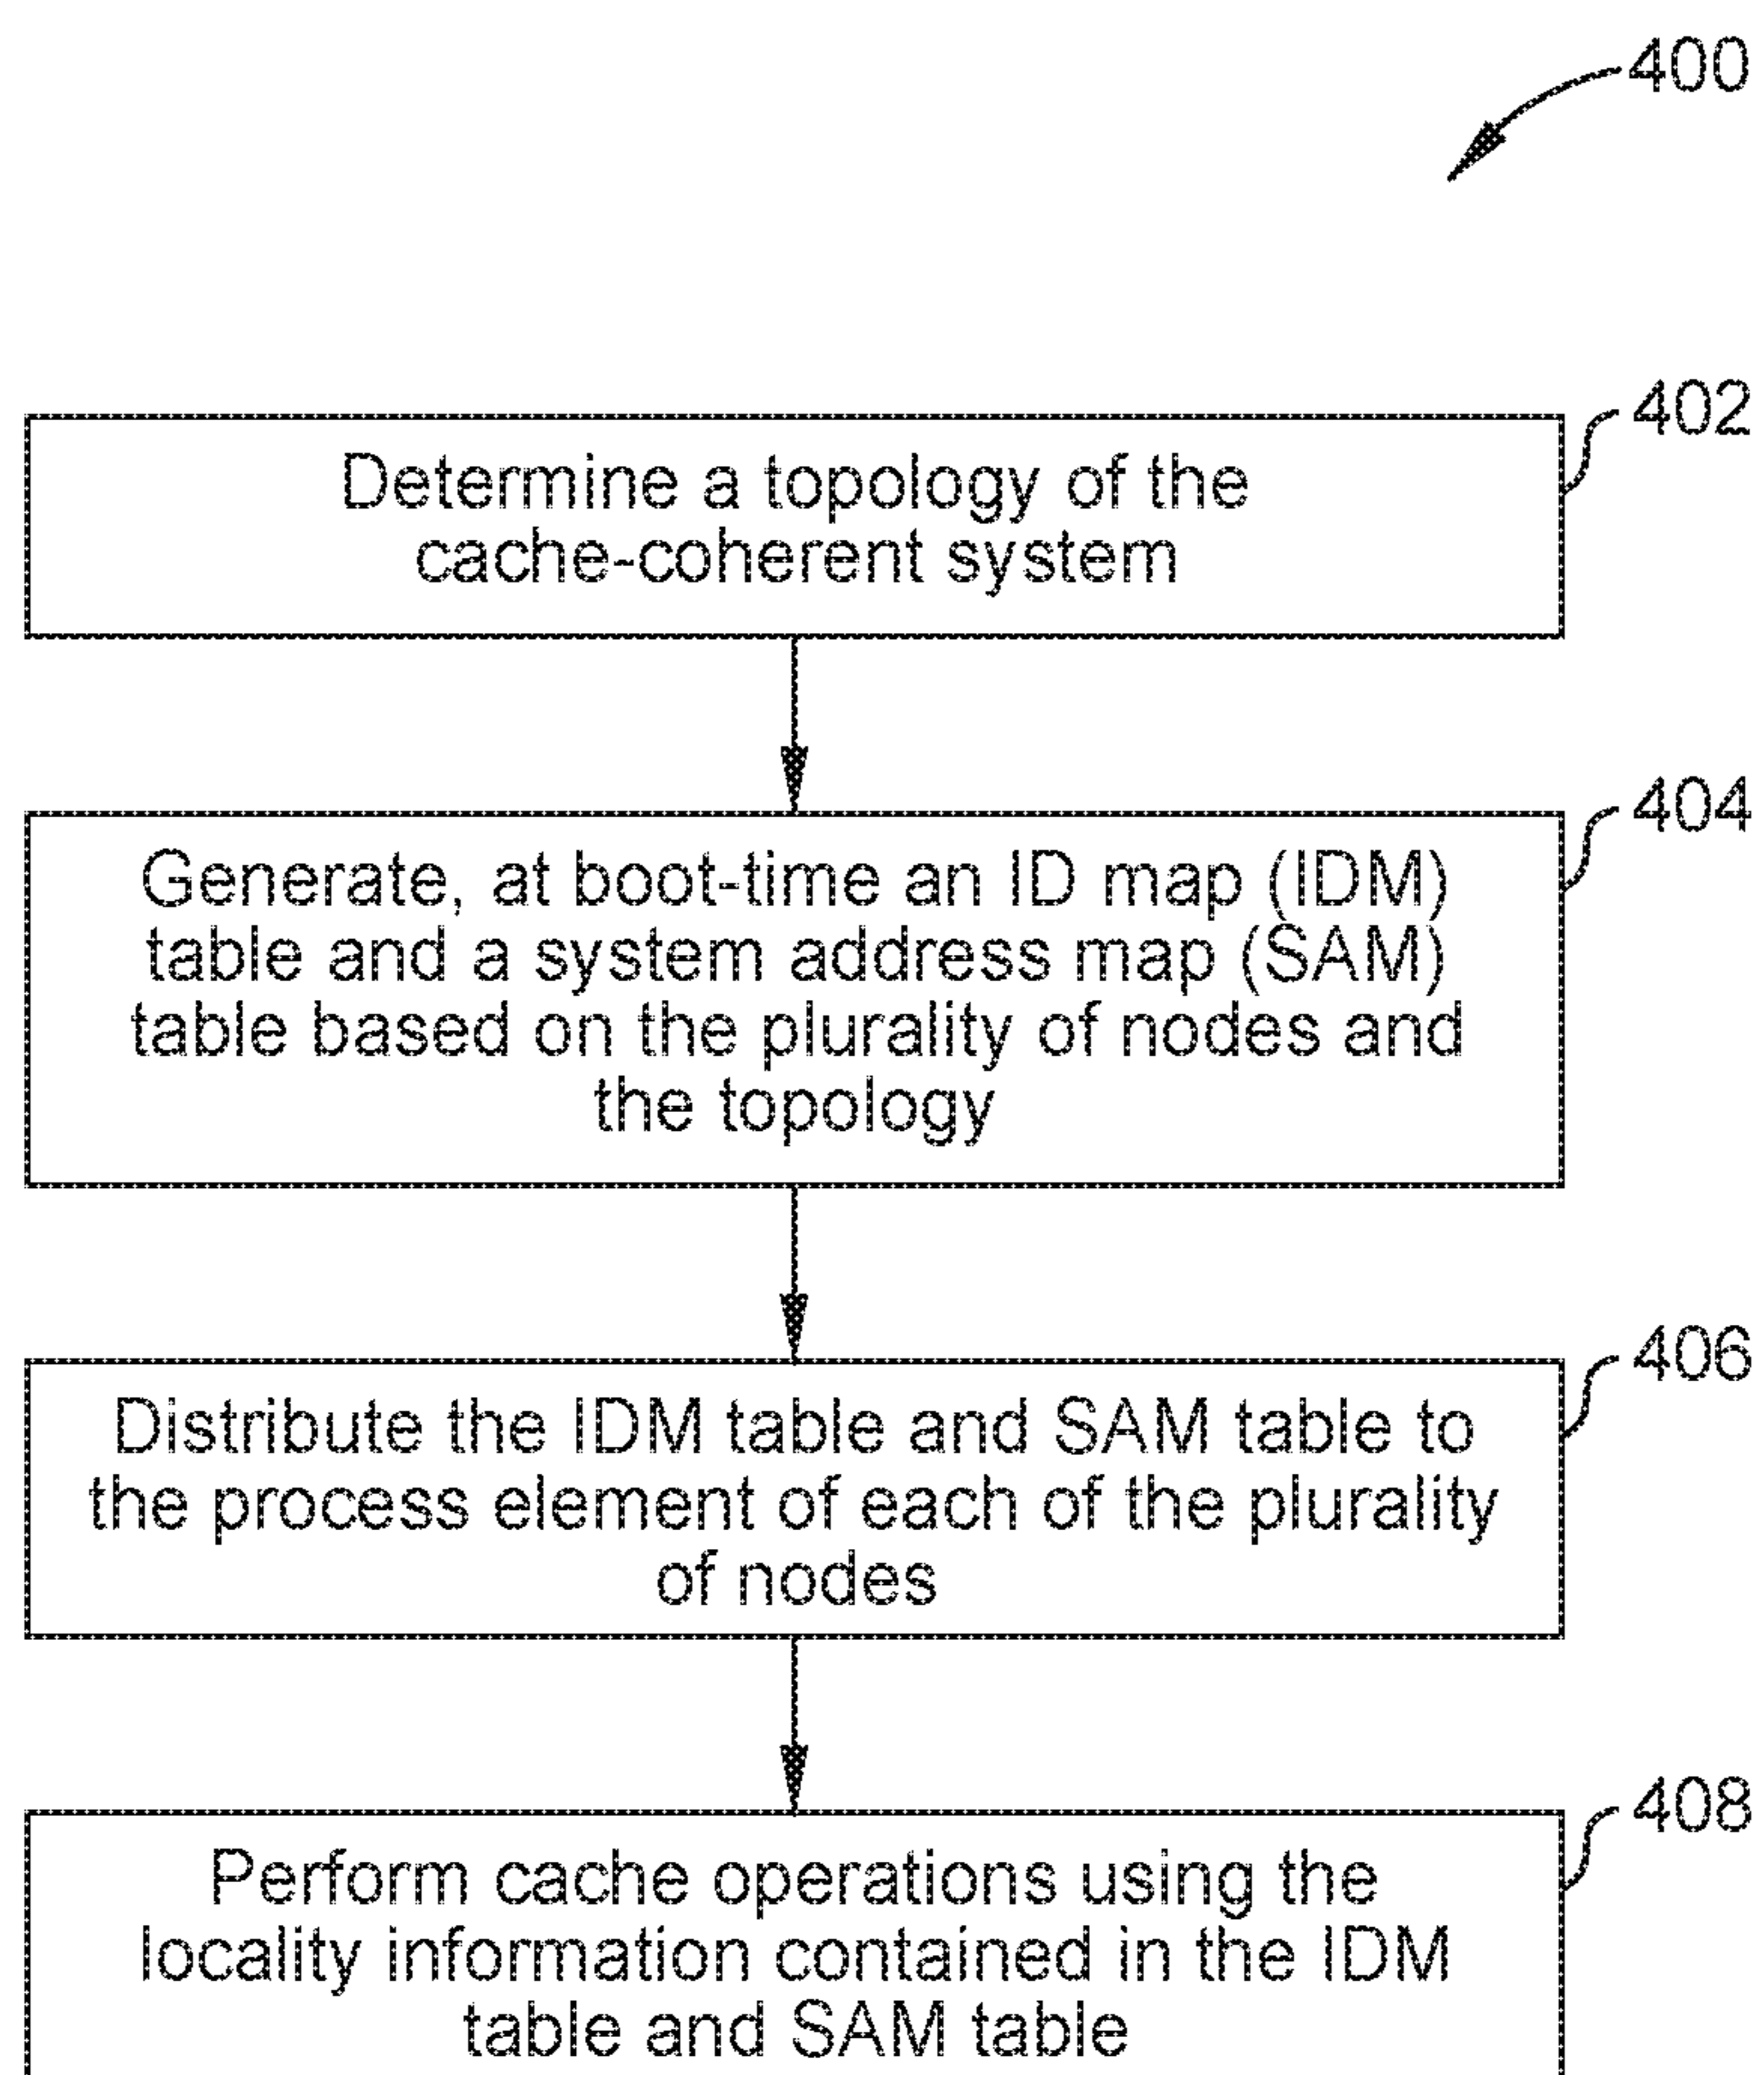 400
402
Determine a topology of the
cache-coherent system
404
Generate, at boot-time an ID map (IDM)
table and a system address map (SAM)
table based on the plurality of nodes and
the topology
406
Distribute the IDM table and SAM table to
the process element of each of the plurality
of nodes
408
Perform cache operations using the
locality information contained in the IDM
table and SAM table